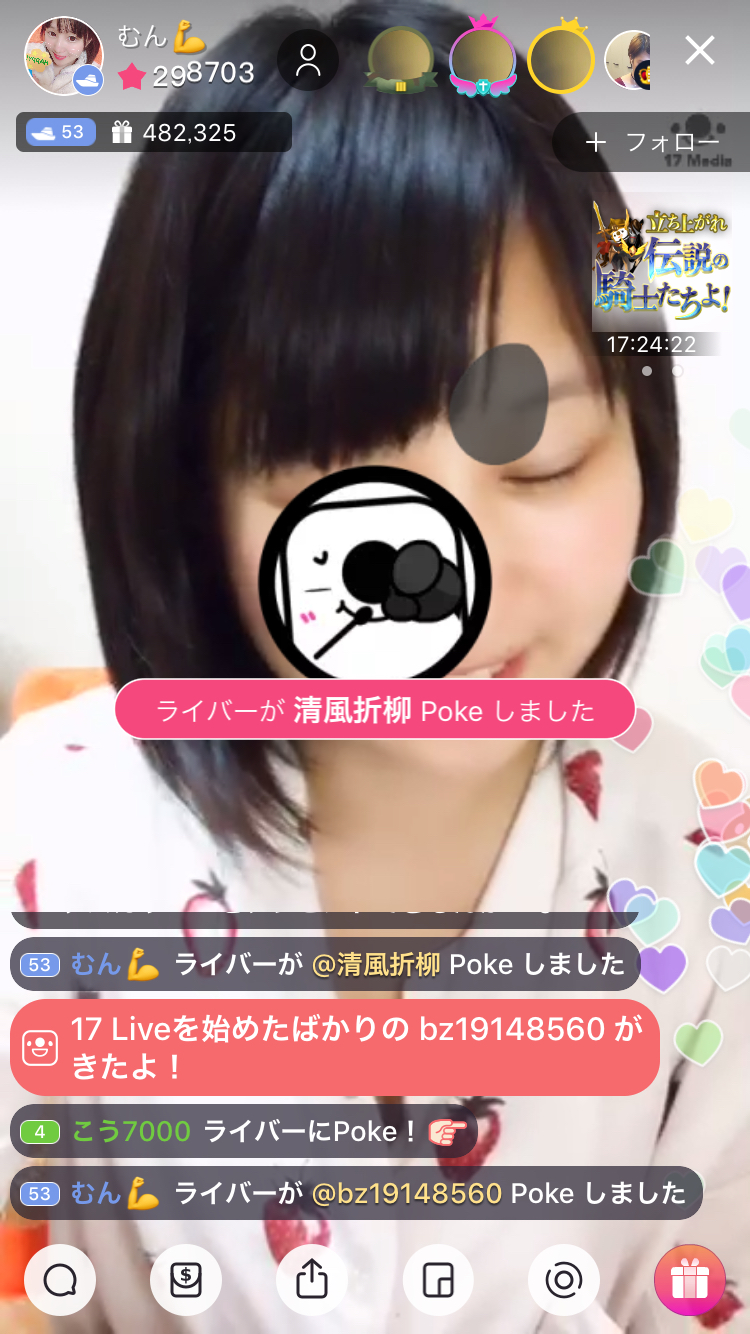 むん💪
298703
53 482,325
+ フォロー
17 Media
立ち上がれ
伝説の
騎士たちよ!
17:24:22
ライバーが 清風折柳 Poke しました
53 むん💪 ライバーが @清風折柳 Poke しました
17 Liveを始めたばかりの bz19148560 が
きたよ！
4 こう7000 ライバーにPoke！
53 むん💪 ライバーが @bz19148560 Poke しました